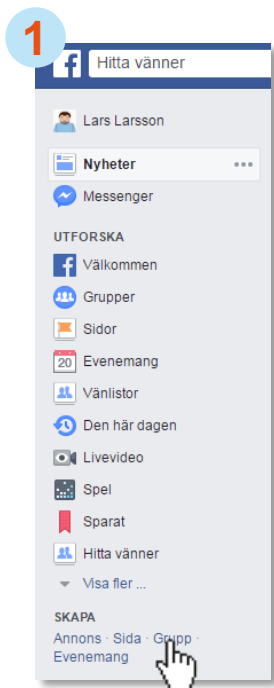 1
Hitta vänner
Lars Larsson
Nyheter
Messenger
UTFORSKA
Välkommen
Grupper
Sidor
20 Evenemang
Vänlistor
Den här dagen
Livevideo
Spel
Sparat
Hitta vänner
Visa fler ...
SKAPA
Annons · Sida · Grupp ·
Evenemang